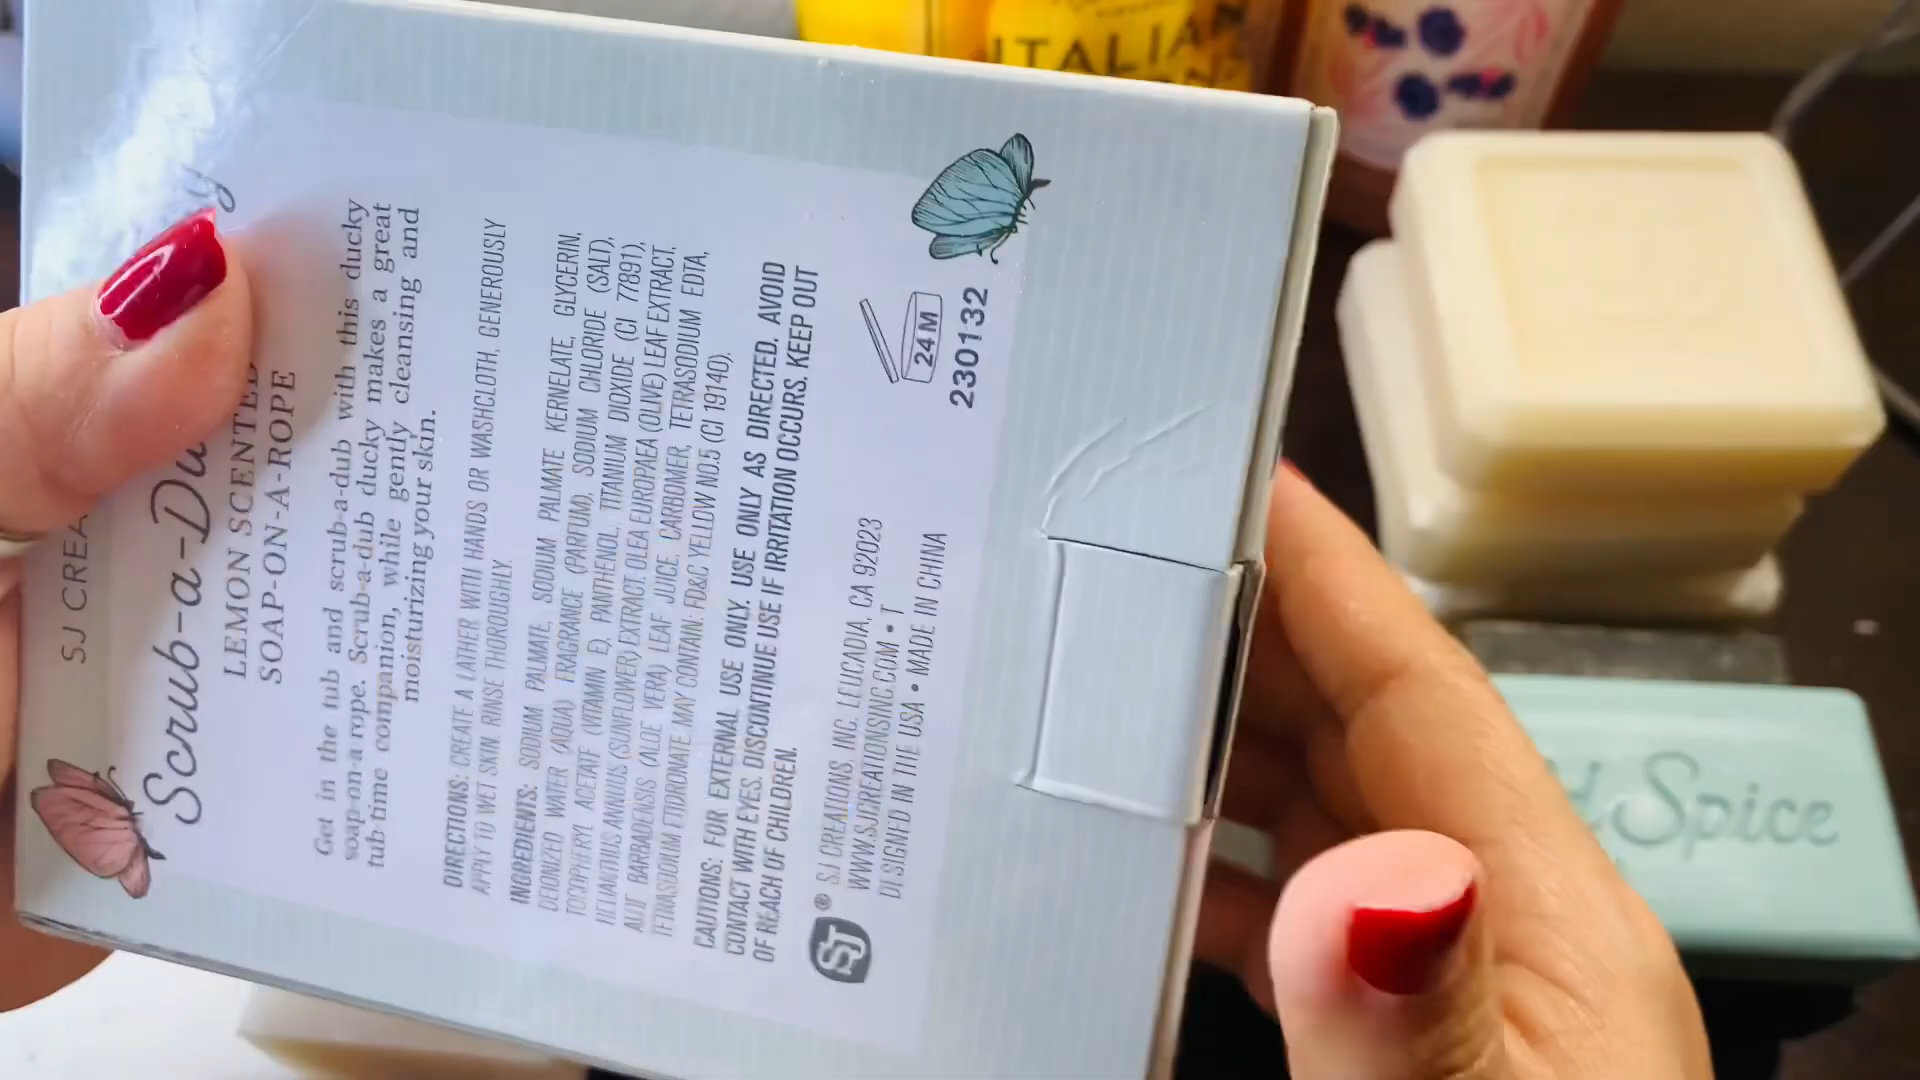 SJ CREA
Scrub-a-Du
y
LEMON SCENTED
SOAP-ON-A-ROPE
Get in the tub and scrub-a-dub with this ducky
soap-on-a rope. Scrub-a-dub ducky makes a great
tub time companion, while gently cleansing and
moisturizing your skin.
DIRECTIONS: CREATE A LATHER WITH HANDS OR WASHCLOTH, GENEROUSLY
APPLY TO WET SKIN. RINSE THOROUGHLY.
INGREDIENTS: SODIUM PALMATE, SODIUM PALMATE KERNELATE, GLYCERIN,
DEIONIZED WATER (AQUA) FRAGRANCE (PARFUM), SODIUM CHLORIDE (SALT),
TOCOPHERYL ACETATE (VITAMIN E), PANTHENOL, TITANIUM DIOXIDE (CI 77891),
HELIANTHUS ANNUUS (SUNFLOWER) EXTRACT, OLEA EUROPAEA (OLIVE) LEAF EXTRACT,
ALOE BARBADENSIS (ALOE VERA) LEAF JUICE, CARBOMER, TETRASODIUM EDTA,
TETRASODIUM ETIDRONATE. MAY CONTAIN: FD&C YELLOW NO.5 (CI 19140).
CAUTIONS: FOR EXTERNAL USE ONLY. USE ONLY AS DIRECTED. AVOID
CONTACT WITH EYES. DISCONTINUE USE IF IRRITATION OCCURS. KEEP OUT
OF REACH OF CHILDREN.
SJ ® SJ CREATIONS, INC. LEUCADIA, CA 92023
WWW.SJCREATIONSINC.COM • T
DESIGNED IN THE USA • MADE IN CHINA
24 M
230132
ITALIAN
d Spice